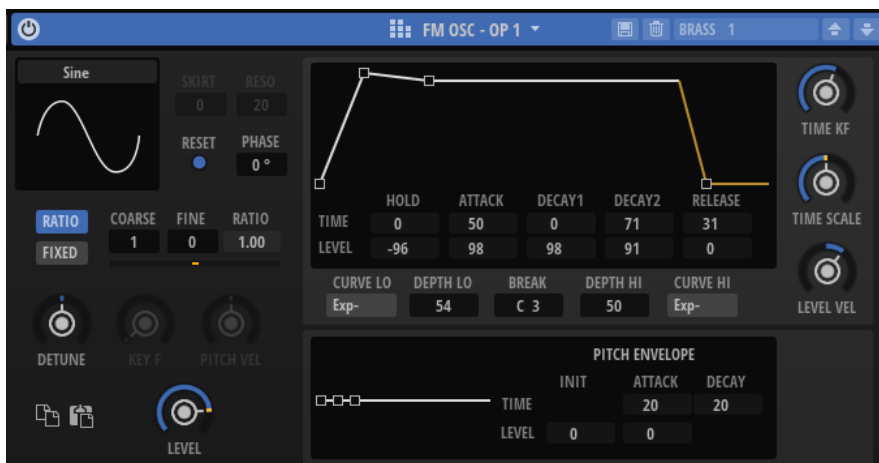 FM OSC - OP 1 BRASS 1
Sine
SKIRT RESO
0 20
RESET PHASE
0 °
RATIO COARSE FINE RATIO
FIXED 1 0 1.00
DETUNE KEY F PITCH VEL
LEVEL
HOLD ATTACK DECAY1 DECAY2 RELEASE
TIME 0 50 0 71 31
LEVEL -96 98 98 91 0
CURVE LO DEPTH LO BREAK DEPTH HI CURVE HI
Exp- 54 C 3 50 Exp-
PITCH ENVELOPE
INIT ATTACK DECAY
TIME 20 20
LEVEL 0 0
TIME KF
TIME SCALE
LEVEL VEL